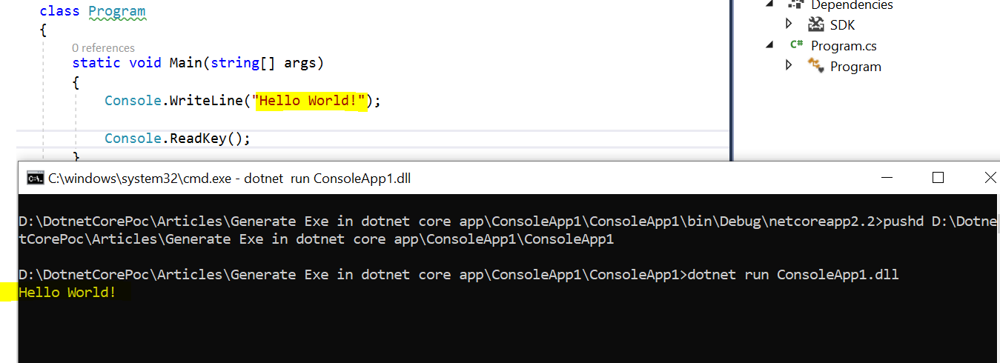 class Program
{
0 references
static void Main(string[] args)
{
Console.WriteLine("Hello World!");
Console.ReadKey();
}
Dependencies
SDK
C# Program.cs
Program
C:\windows\system32\cmd.exe - dotnet  run ConsoleApp1.dll
D:\DotnetCorePoc\Articles\Generate Exe in dotnet core app\ConsoleApp1\ConsoleApp1\bin\Debug\netcoreapp2.2>pushd D:\Dotne
tCorePoc\Articles\Generate Exe in dotnet core app\ConsoleApp1\ConsoleApp1
D:\DotnetCorePoc\Articles\Generate Exe in dotnet core app\ConsoleApp1\ConsoleApp1>dotnet run ConsoleApp1.dll
Hello World!